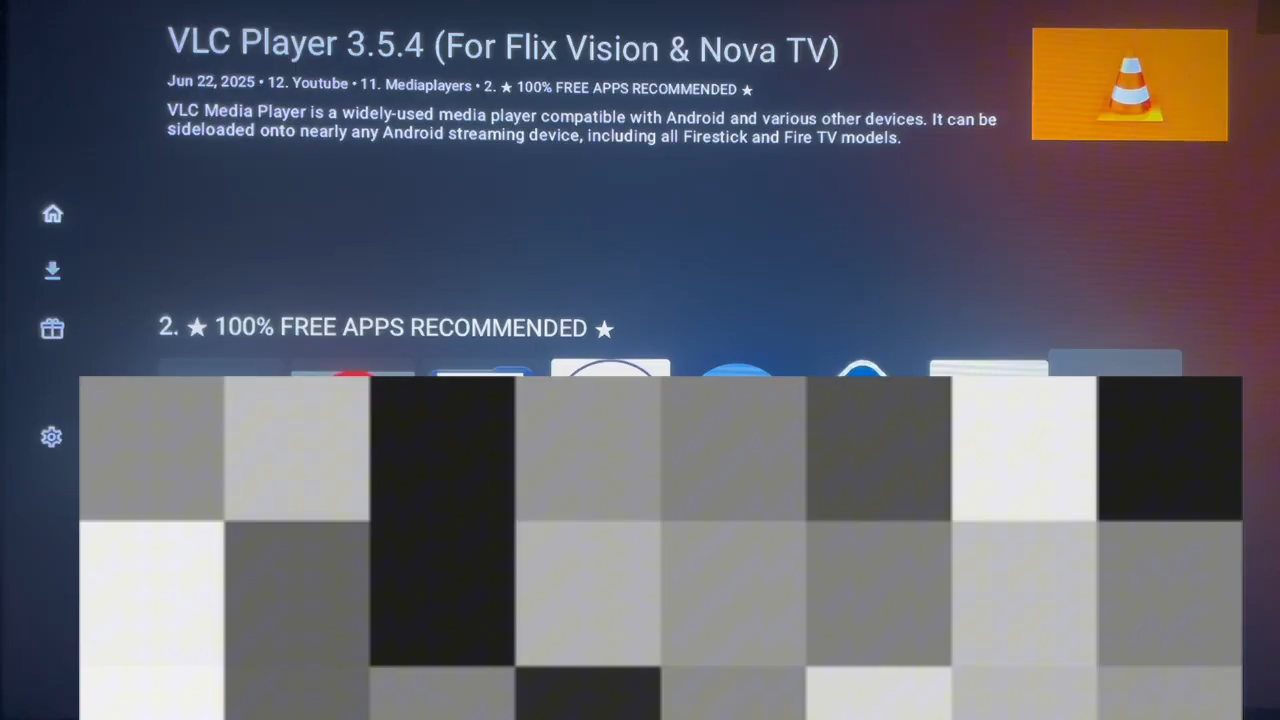 VLC Player 3.5.4 (For Flix Vision & Nova TV)
Jun 22, 2025 • 12. Youtube • 11. Mediaplayers • 2. ★ 100% FREE APPS RECOMMENDED ★
VLC Media Player is a widely-used media player compatible with Android and various other devices. It can be
sideloaded onto nearly any Android streaming device, including all Firestick and Fire TV models.
2. ★ 100% FREE APPS RECOMMENDED ★